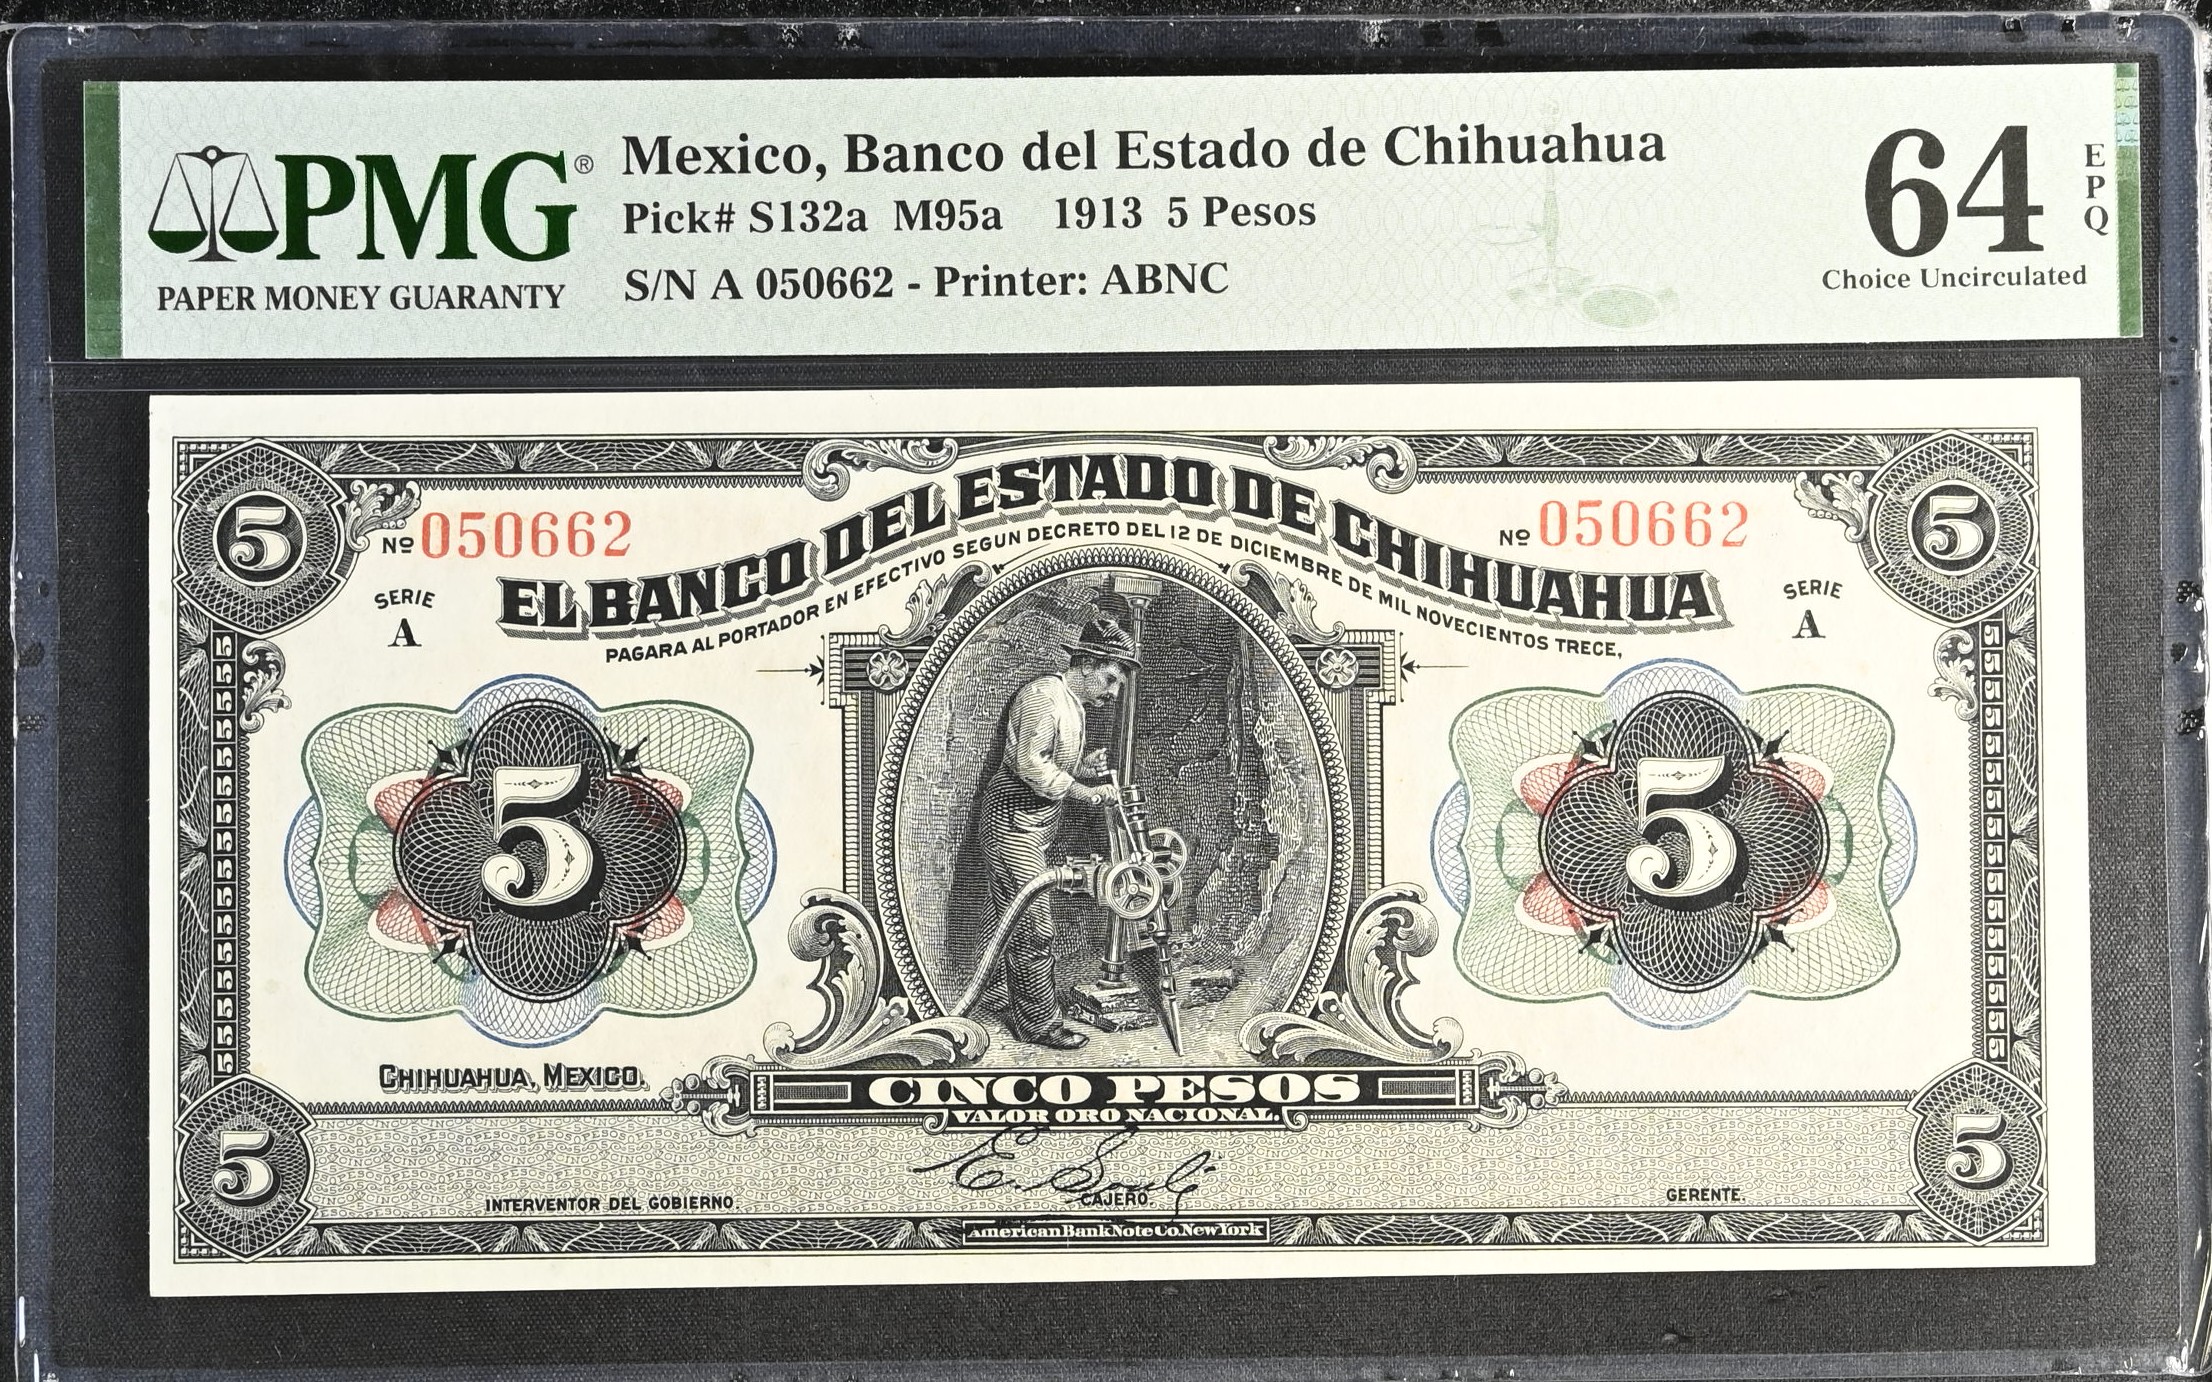 PMG®
PAPER MONEY GUARANTY
Mexico, Banco del Estado de Chihuahua
Pick# S132a M95a 1913 5 Pesos
S/N A 050662 - Printer: ABNC
64
EPQ
Choice Uncirculated
5
5
Nº 050662
Nº 050662
EL BANCO DEL ESTADO DE CHIHUAHUA
PAGARA AL PORTADOR EN EFECTIVO SEGUN DECRETO DEL 12 DE DICIEMBRE DE MIL NOVECIENTOS TRECE,
SERIE
A
SERIE
A
5
5
CHIHUAHUA, MEXICO.
CINCO PESOS
VALOR ORO NACIONAL.
5
5
INTERVENTOR DEL GOBIERNO.
CAJERO.
GERENTE.
American Bank Note Co. New York